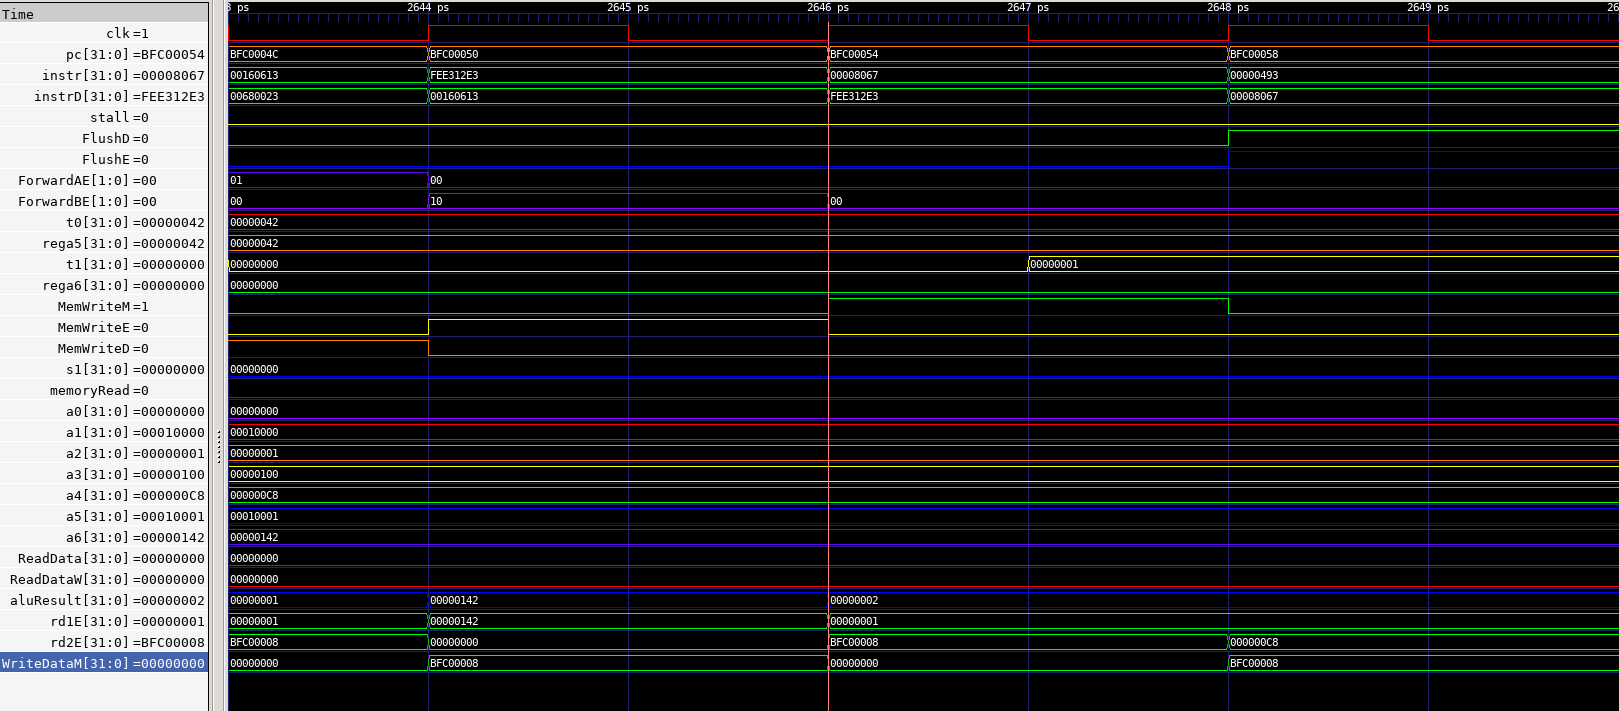 Time 3 ps 2644 ps 2645 ps 2646 ps 2647 ps 2648 ps 2649 ps 26
clk =1
pc[31:0] =BFC00054 BFC0004C BFC00050 BFC00054 BFC00058
instr[31:0] =00008067 00160613 FEE312E3 00008067 00000493
instrD[31:0] =FEE312E3 00680023 00160613 FEE312E3 00008067
stall =0
FlushD =0
FlushE =0
ForwardAE[1:0] =00 01 00
ForwardBE[1:0] =00 00 10 00
t0[31:0] =00000042 00000042
rega5[31:0] =00000042 00000042
t1[31:0] =00000000 00000000 00000001
rega6[31:0] =00000000 00000000
MemWriteM =1
MemWriteE =0
MemWriteD =0
s1[31:0] =00000000 00000000
memoryRead =0
a0[31:0] =00000000 00000000
a1[31:0] =00010000 00010000
a2[31:0] =00000001 00000001
a3[31:0] =00000100 00000100
a4[31:0] =000000C8 000000C8
a5[31:0] =00010001 00010001
a6[31:0] =00000142 00000142
ReadData[31:0] =00000000 00000000
ReadDataW[31:0] =00000000 00000000
aluResult[31:0] =00000002 00000001 00000142 00000002
rd1E[31:0] =00000001 00000001 00000142 00000001
rd2E[31:0] =BFC00008 BFC00008 00000000 BFC00008 000000C8
WriteDataM[31:0] =00000000 00000000 BFC00008 00000000 BFC00008